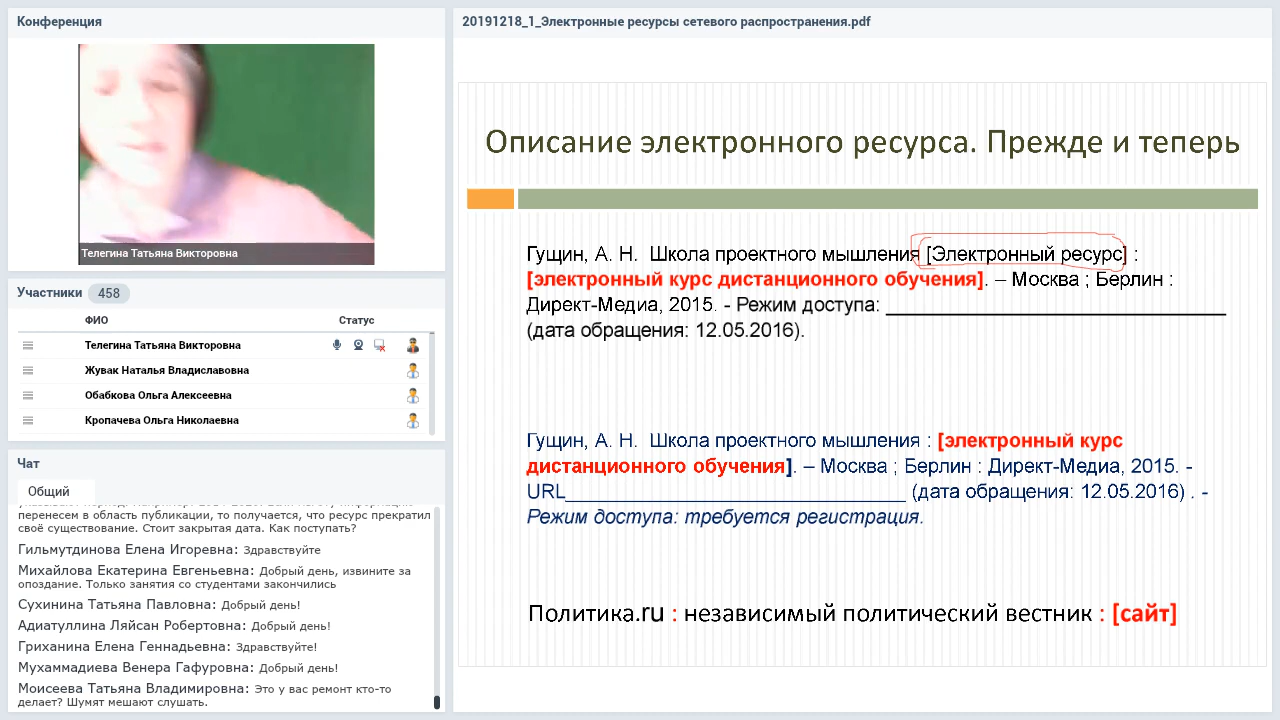 Конференция
Телегина Татьяна Викторовна
Участники 458
ФИО Статус
Телегина Татьяна Викторовна
Жувак Наталья Владиславовна
Обабкова Ольга Алексеевна
Кропачева Ольга Николаевна
Чат
Общий
перенесем в область публикации, то получается, что ресурс прекратил
своё существование. Стоит закрытая дата. Как поступать?
Гильмутдинова Елена Игоревна: Здравствуйте
Михайлова Екатерина Евгеньевна: Добрый день, извините за
опоздание. Только занятия со студентами закончились
Сухинина Татьяна Павловна: Добрый день!
Адиатуллина Ляйсан Робертовна: Добрый день!
Гриханина Елена Геннадьевна: Здравствуйте!
Мухаммадиева Венера Гафуровна: Добрый день!
Моисеева Татьяна Владимировна: Это у вас ремонт кто-то
делает? Шумят мешают слушать.
20191218_1_Электронные ресурсы сетевого распространения.pdf
Описание электронного ресурса. Прежде и теперь
Гущин, А. Н. Школа проектного мышления [Электронный ресурс] :
[электронный курс дистанционного обучения]. – Москва ; Берлин :
Директ-Медиа, 2015. - Режим доступа: _______________________________
(дата обращения: 12.05.2016).
Гущин, А. Н. Школа проектного мышления : [электронный курс
дистанционного обучения]. – Москва ; Берлин : Директ-Медиа, 2015. -
URL_______________________________ (дата обращения: 12.05.2016) . -
Режим доступа: требуется регистрация.
Политика.ru : независимый политический вестник : [сайт]